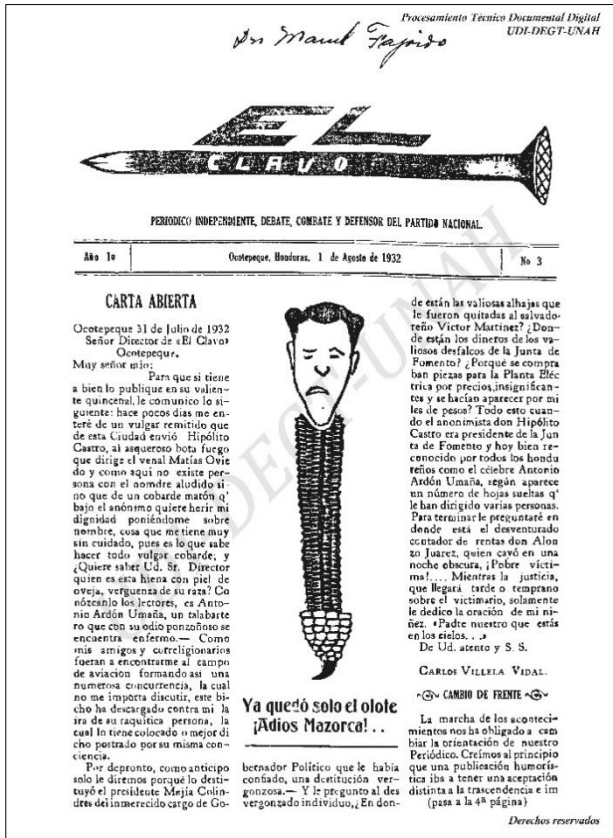 Procesamiento Técnico Documental Digital
UDI-DEGT-UNAH
Manuel Fajardo
EL
CLAVO
PERIODICO INDEPENDIENTE, DEBATE, COMBATE Y DEFENSOR DEL PARTIDO NACIONAL.
Año 1º
Ocotepeque, Honduras, 1 de Agosto de 1932
No 3
CARTA ABIERTA
Ocotepeque 31 de Julio de 1932
Señor Director de «El Clavo»
Ocotepeque.
Muy señor mio:
Para que si tiene
a bien lo publique en su valien-
te quincenal, le comunico lo si-
guiente: hace pocos dias me en-
teré de un vulgar remitido que
de esta Ciudad envió Hipólito
Castro, al asqueroso bota fuego
que dirige el venal Matías Ovie
do y como aqui no existe per-
sona con el nomdre aludido si-
no que de un cobarde matón q'
bajo el anónimo quiere herir mi
dignidad poniéndome sobre
nombre, cosa que me tiene muy
sin cuidado, pues es lo que sabe
hacer todo vulgar cobarde, y
¿Quiere saber Ud. Sr. Director
quien es esta hiena con piel de
oveja, verguenza de su raza? Co
nózcanlo los lectores, es Anto-
nio Ardón Umaña, un talabarte
ro que con su odio ponzoñoso se
encuentra enfermo.— Como
mis amigos y correligionarios
fueran a encontrarme al campo
de aviacion formando asi una
numerosa concurrencia, la cual
no me importa discutir, este bi-
cho ha descargado contra mi la
ira de su raquitica persona, la
cual lo tiene colocado o mejor di
cho postrado por su misma con-
ciencia.
Por depronto, como anticipo
solo le diremos porqué lo desti-
tuyó el presidente Mejía Colin-
dres del inmerecido cargo de Go-
Ya quedó solo el olote
¡Adios Mazorca!..
bernador Político que le habia
confiado, una destitución ver-
gonzosa.— Y le pregunto al des
vergonzado individuo, ¿En don-
de están las valiosas alhajas que
le fueron quitadas al salvado-
reño Victor Martínez? ¿Don-
de están los dineros de los va-
liosos desfalcos de la Junta de
Fomento? ¿Porqué se compra
ban piezas para la Planta Eléc
trica por precios insignifican-
tes y se hacían aparecer por mi
les de pesos? Todo esto cuan-
do el anonimista don Hipólito
Castro era presidente de la Jun
ta de Fomento y hoy bien re-
conocido por todos los hondu
reños como el célebre Antonio
Ardón Umaña, según aparece
un número de hojas sueltas q'
le han dirigido varias personas.
Para terminar le preguntaré en
donde está el desventurado
contador de rentas don Alon
zo Juarez, quien cayó en una
noche obscura, ¡Pobre vícti-
ma!.... Mientras la justicia,
que llegará tarde o temprano
sobre el victimario, solamente
le dedico la oración de mi ni-
ñez. «Padre nuestro que estás
en los cielos. . .»
De Ud. atento y S. S.
CARLOS VILLELA VIDAL.
CAMBIO DE FRENTE
La marcha de los aconteci-
mientos nos ha obligado a cam
biar la orientación de nuestro
Periódico. Creímos al principio
que una publicación humorís-
tica iba a tener una aceptación
distinta a la trascendencia e im
(pasa a la 4ª página)
Derechos reservados
UDI-DEGT-UNAH